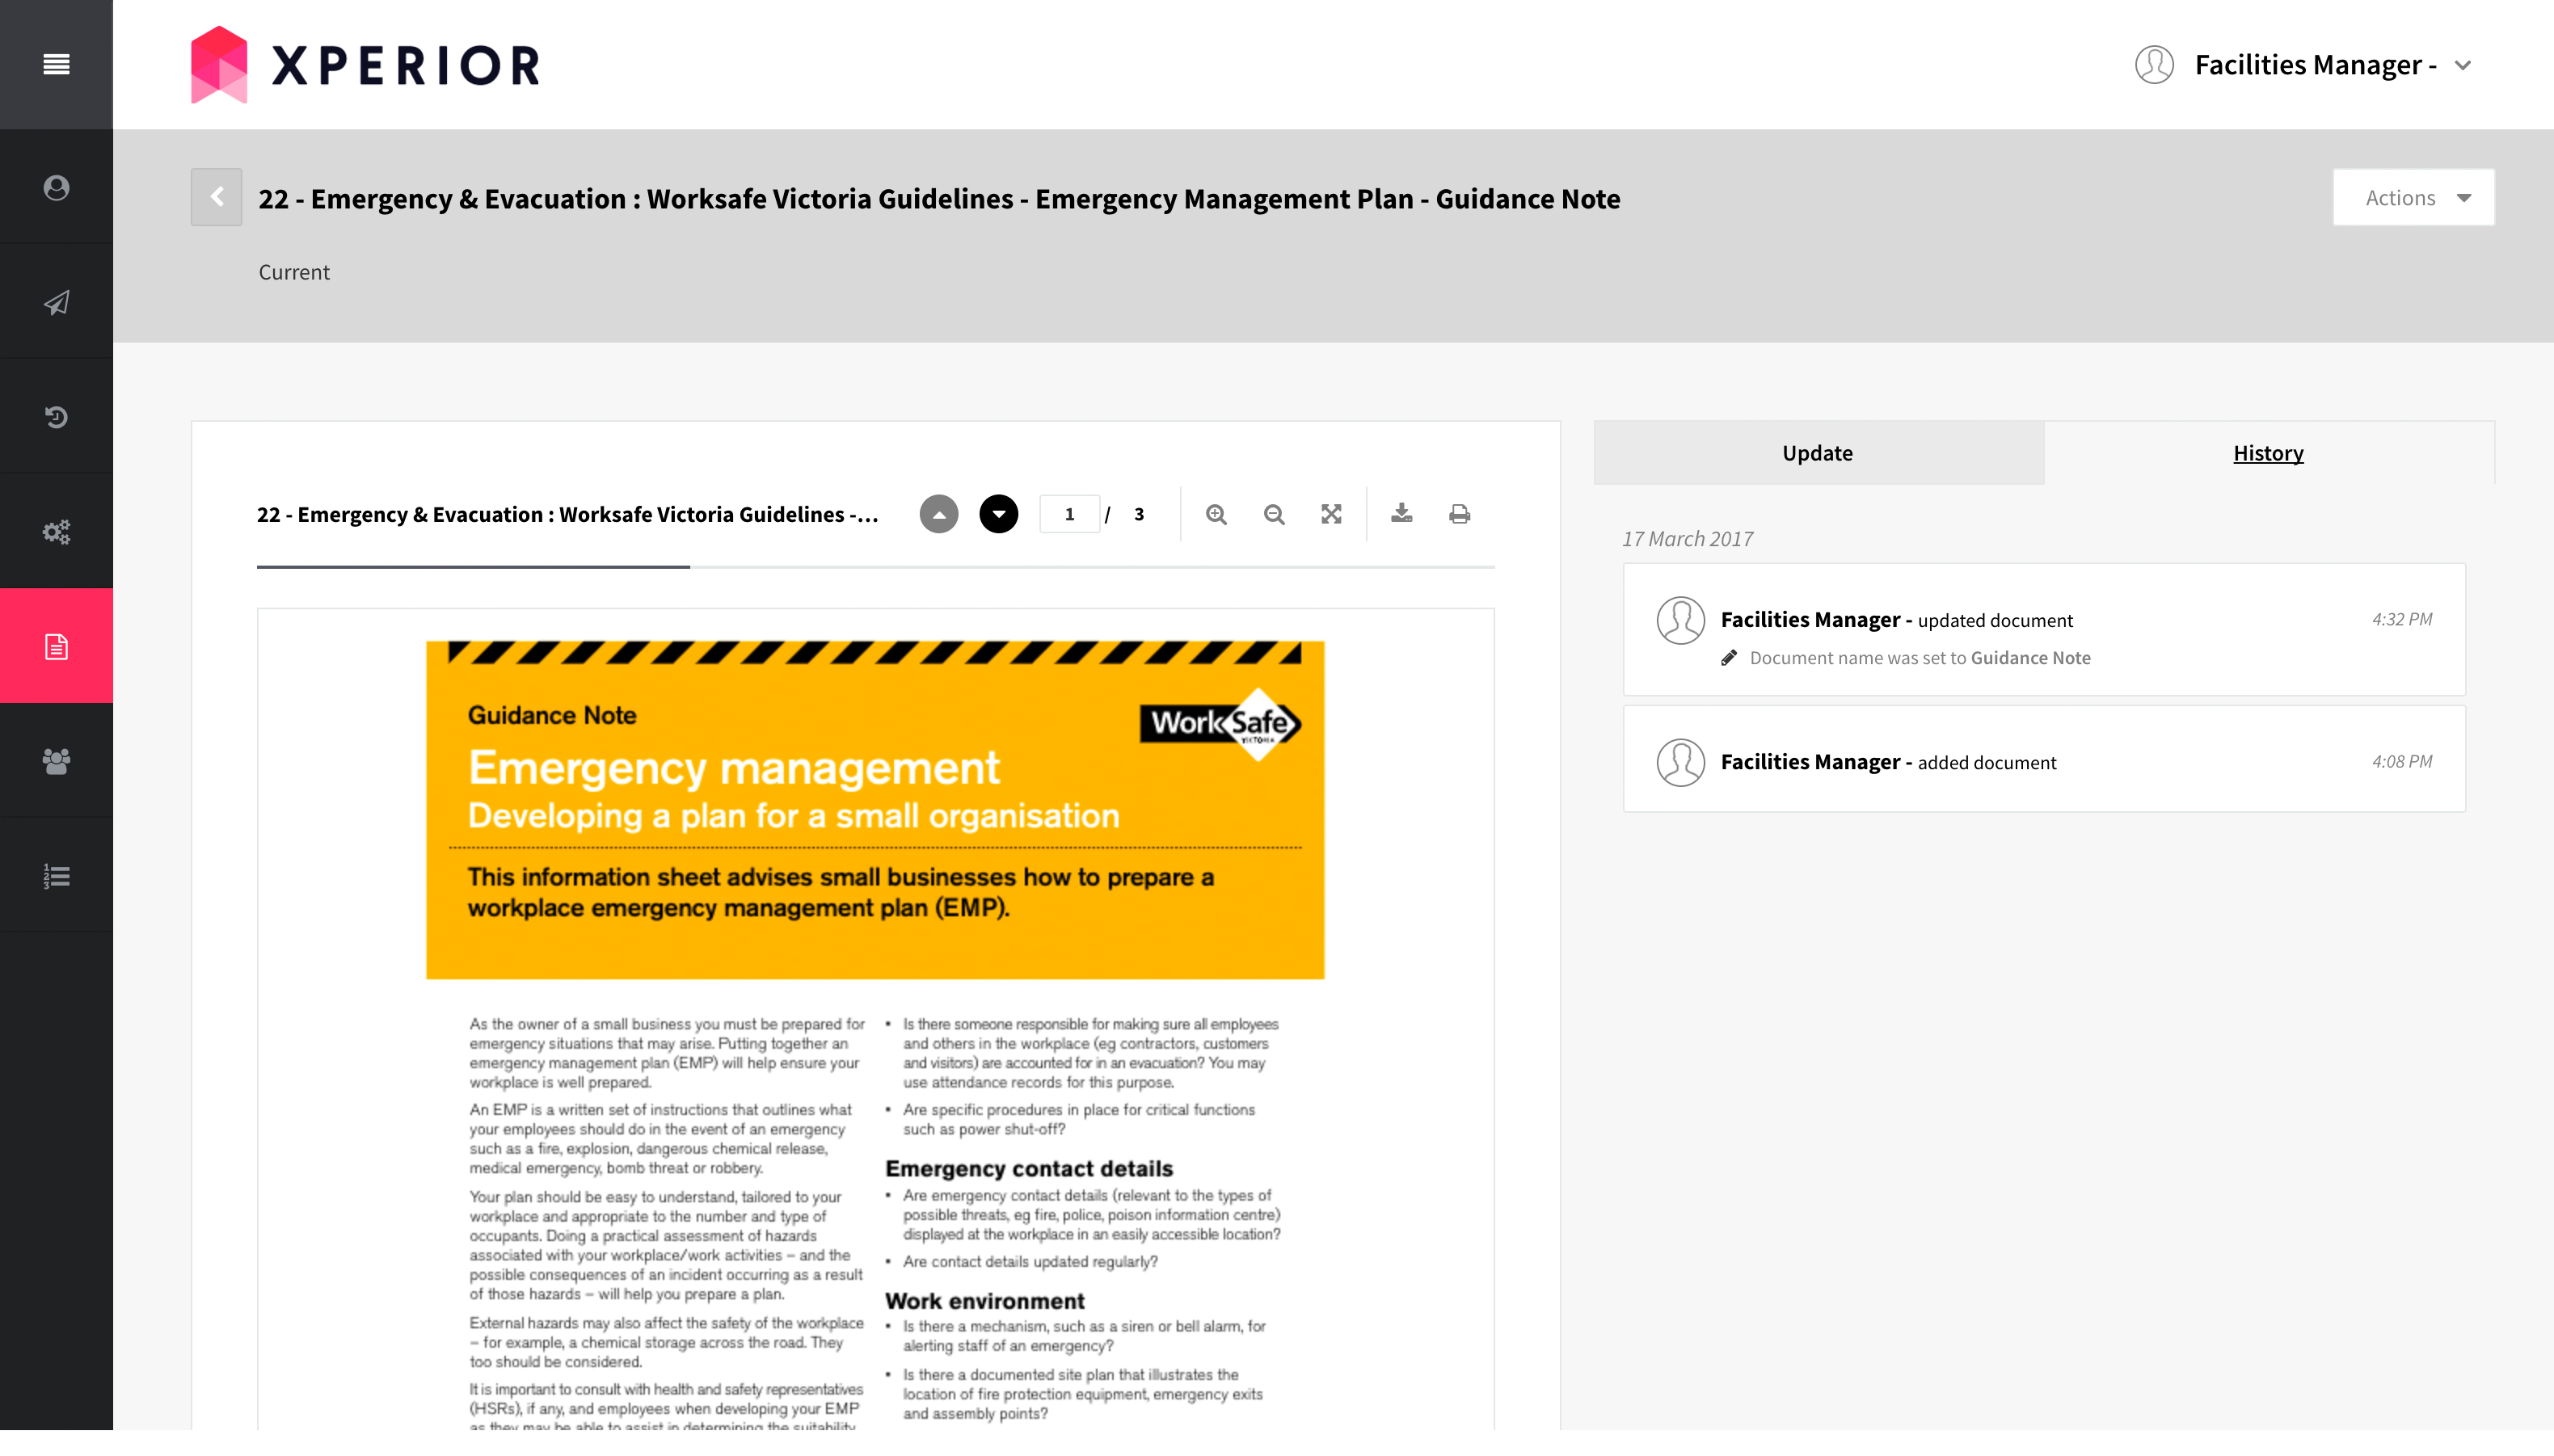 XPERIOR
Facilities Manager -
22 - Emergency & Evacuation : Worksafe Victoria Guidelines - Emergency Management Plan - Guidance Note
Actions
Current
22 - Emergency & Evacuation : Worksafe Victoria Guidelines -...
1 / 3
Guidance Note
WorkSafe
VICTORIA
Emergency management
Developing a plan for a small organisation
This information sheet advises small businesses how to prepare a
workplace emergency management plan (EMP).
As the owner of a small business you must be prepared for
emergency situations that may arise. Putting together an
emergency management plan (EMP) will help ensure your
workplace is well prepared.
An EMP is a written set of instructions that outlines what
your employees should do in the event of an emergency
such as a fire, explosion, dangerous chemical release,
medical emergency, bomb threat or robbery.
Your plan should be easy to understand, tailored to your
workplace and appropriate to the number and type of
occupants. Doing a practical assessment of hazards
associated with your workplace/work activities – and the
possible consequences of an incident occurring as a result
of those hazards – will help you prepare a plan.
External hazards may also affect the safety of the workplace
– for example, a chemical storage across the road. They
too should be considered.
It is important to consult with health and safety representatives
(HSRs), if any, and employees when developing your EMP
as they may be able to assist in determining the suitability
• Is there someone responsible for making sure all employees
and others in the workplace (eg contractors, customers
and visitors) are accounted for in an evacuation? You may
use attendance records for this purpose.
• Are specific procedures in place for critical functions
such as power shut-off?
Emergency contact details
• Are emergency contact details (relevant to the types of
possible threats, eg fire, police, poison information centre)
displayed at the workplace in an easily accessible location?
• Are contact details updated regularly?
Work environment
• Is there a mechanism, such as a siren or bell alarm, for
alerting staff of an emergency?
• Is there a documented site plan that illustrates the
location of fire protection equipment, emergency exits
and assembly points?
Update
History
17 March 2017
Facilities Manager - updated document
4:32 PM
Document name was set to Guidance Note
Facilities Manager - added document
4:08 PM